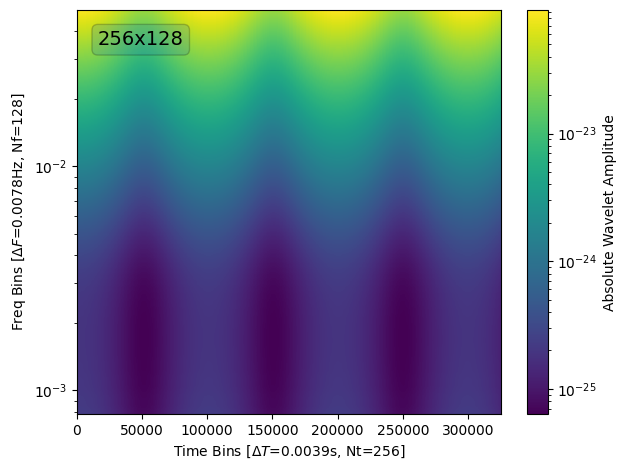 256x128
Freq Bins [ΔF=0.0078Hz, Nf=128]
10⁻²
10⁻³
0 50000 100000 150000 200000 250000 300000
Time Bins [ΔT=0.0039s, Nt=256]
10⁻²³
10⁻²⁴
10⁻²⁵
Absolute Wavelet Amplitude